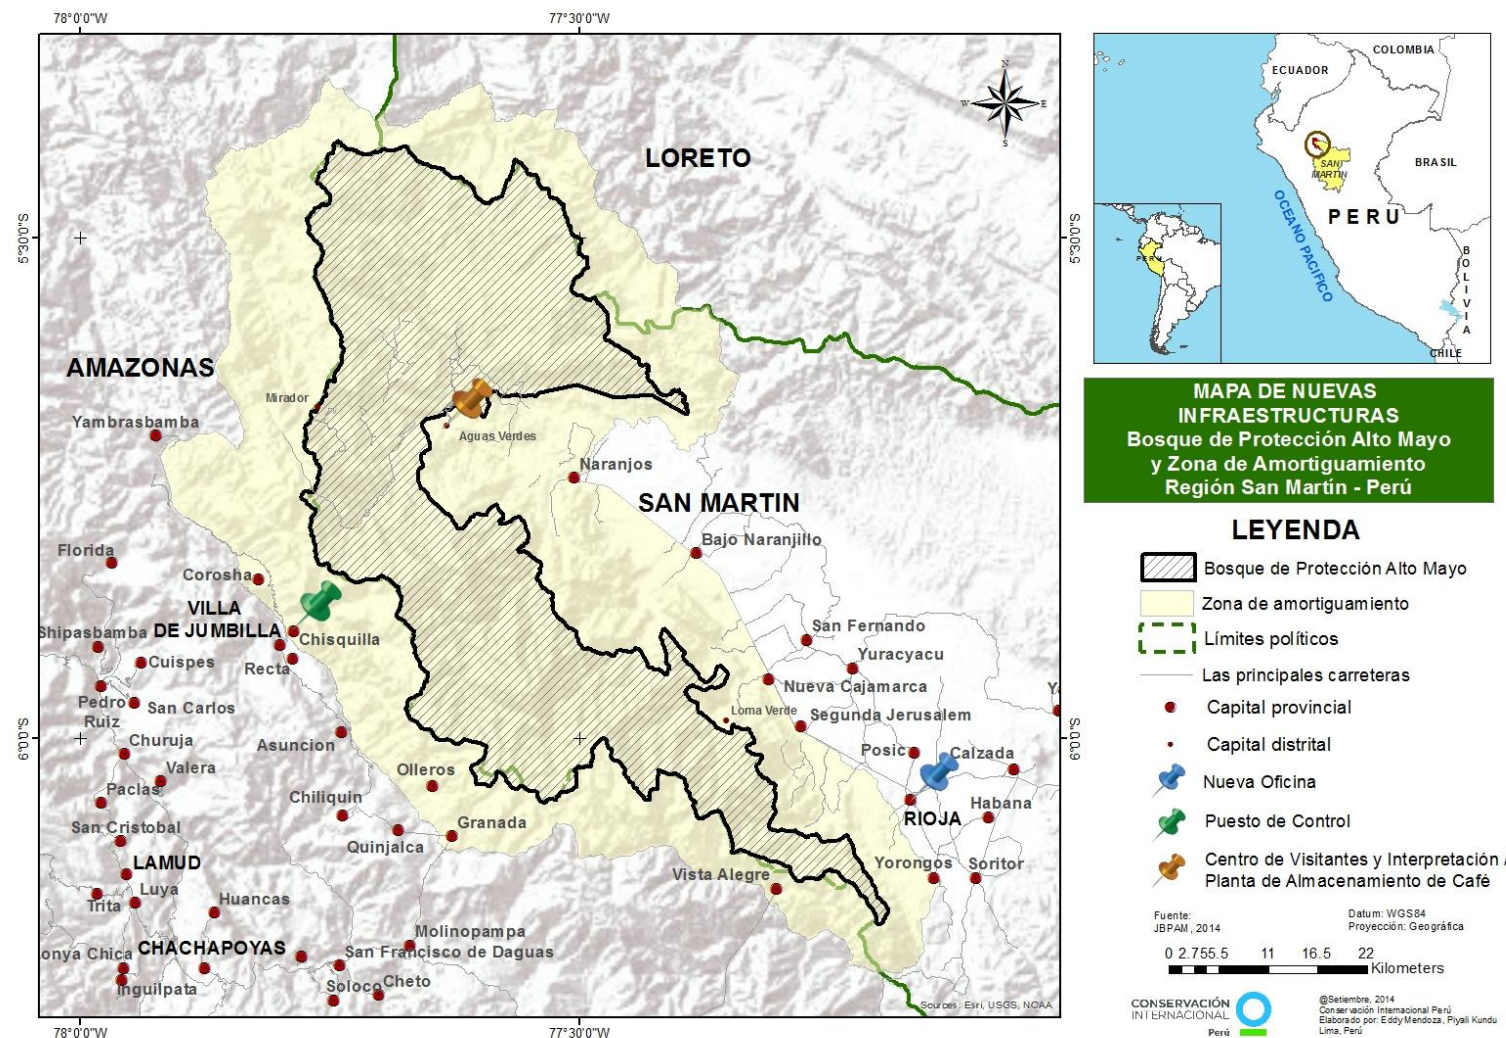 78°0'0"W
77°30'0"W
5°30'0"S
6°0'0"S
5°30'0"S
6°0'0"S
78°0'0"W
77°30'0"W
N
W
E
S
LORETO
AMAZONAS
Mirador
Yambrasbamba
Aguas Verdes
Naranjos
SAN MARTIN
Bajo Naranjillo
Florida
Corosha
VILLA
DE JUMBILLA
Shipasbamba
Chisquilla
San Fernando
Cuispes
Recta
Yuracyacu
Pedro
Ruiz
San Carlos
Nueva Cajamarca
Loma Verde
Segunda Jerusalem
Churuja
Asuncion
Posic
Calzada
Valera
Olleros
Paclas
Chiliquin
Habana
San Cristobal
Granada
RIOJA
Quinjalca
LAMUD
Vista Alegre
Yorongos
Soritor
Luya
Trita
Huancas
Molinopampa
onya Chica
CHACHAPOYAS
San Francisco de Daguas
Inguilpata
Soloco
Cheto
Sources: Esri, USGS, NOAA
COLOMBIA
ECUADOR
BRASIL
SAN
MARTIN
PERU
OCEANO PACIFICO
BOLIVIA
CHILE
PERU
MAPA DE NUEVAS
INFRAESTRUCTURAS
Bosque de Protección Alto Mayo
y Zona de Amortiguamiento
Región San Martín - Perú
LEYENDA
Bosque de Protección Alto Mayo
Zona de amortiguamiento
Límites políticos
Las principales carreteras
Capital provincial
Capital distrital
Nueva Oficina
Puesto de Control
Centro de Visitantes y Interpretación
Planta de Almacenamiento de Café
Fuente:
JBPAM, 2014
Datum: WGS84
Proyección: Geográfica
0 2.755.5 11 16.5 22
Kilometers
CONSERVACIÓN
INTERNACIONAL
Perú
@Setiembre, 2014
Conservación Internacional Perú
Elaborado por: Eddy Mendoza, Piyali Kundu
Lima, Perú